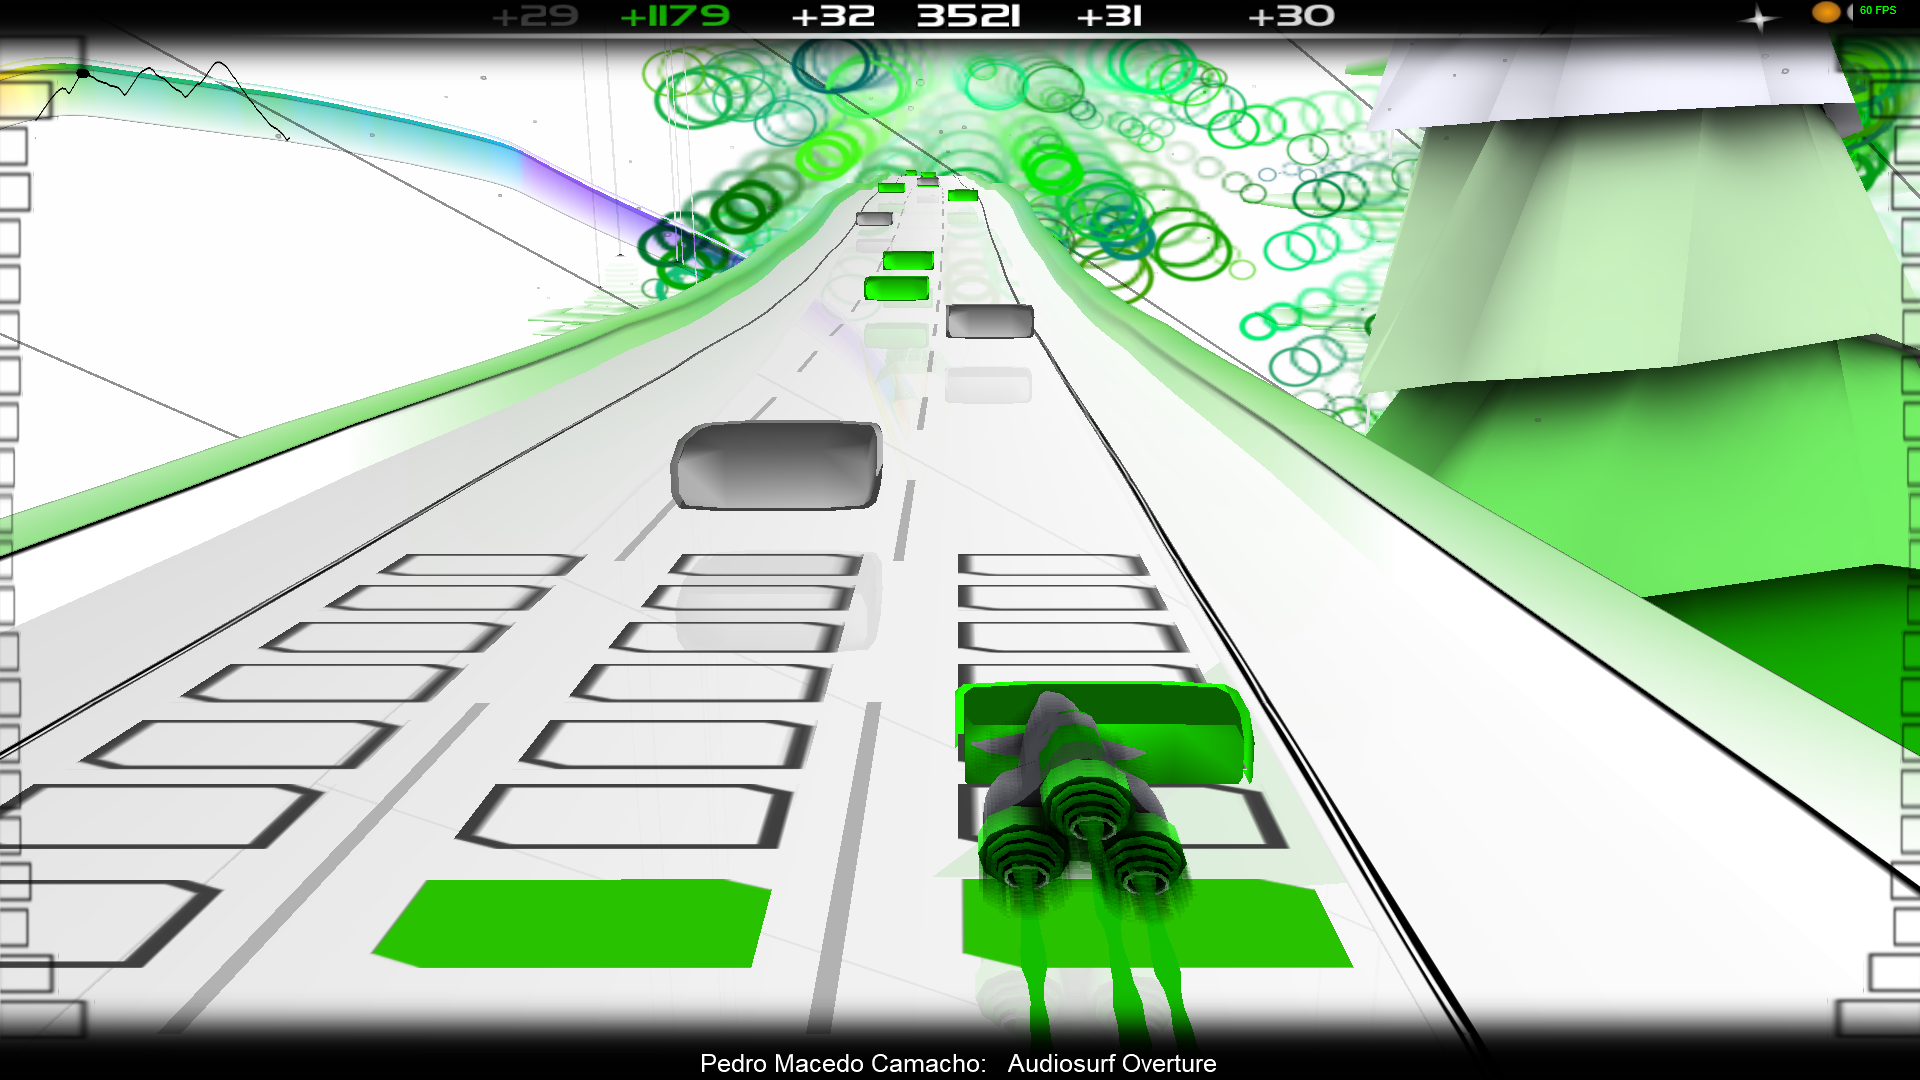 +29 +1179 +32 3521 +31 +30
60 FPS
Pedro Macedo Camacho: Audiosurf Overture